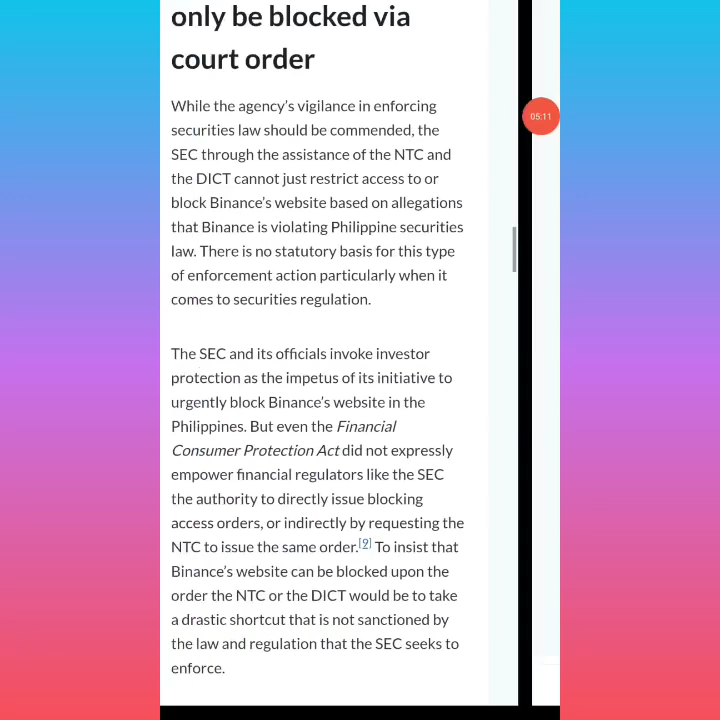 only be blocked via
court order
05:11
While the agency's vigilance in enforcing
securities law should be commended, the
SEC through the assistance of the NTC and
the DICT cannot just restrict access to or
block Binance's website based on allegations
that Binance is violating Philippine securities
law. There is no statutory basis for this type
of enforcement action particularly when it
comes to securities regulation.
The SEC and its officials invoke investor
protection as the impetus of its initiative to
urgently block Binance's website in the
Philippines. But even the Financial
Consumer Protection Act did not expressly
empower financial regulators like the SEC
the authority to directly issue blocking
access orders, or indirectly by requesting the
NTC to issue the same order.[9] To insist that
Binance's website can be blocked upon the
order the NTC or the DICT would be to take
a drastic shortcut that is not sanctioned by
the law and regulation that the SEC seeks to
enforce.